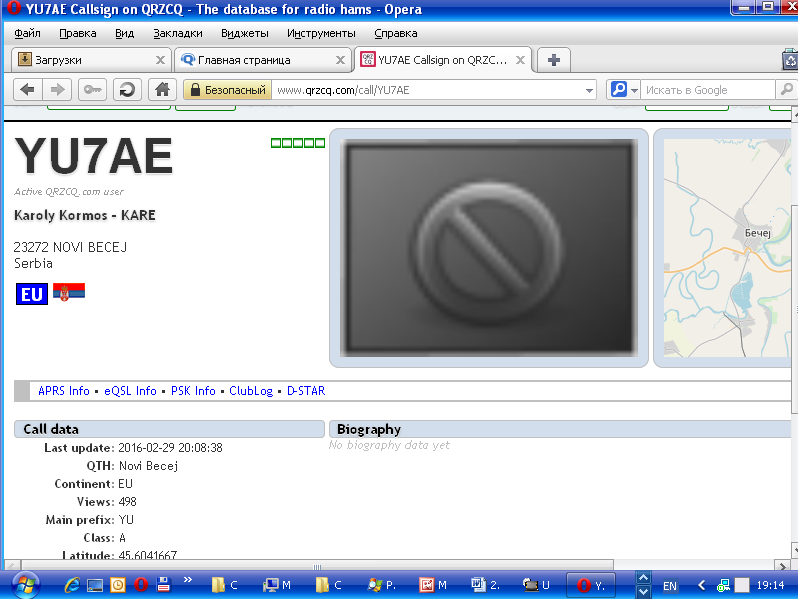 YU7AE Callsign on QRZCQ - The database for radio hams - Opera
Файл Правка Вид Закладки Виджеты Инструменты Справка
Загрузки Главная страница QRZ CQ YU7AE Callsign on QRZC...
Безопасный www.qrzcq.com/call/YU7AE Искать в Google
YU7AE
Active QRZCQ.com user
Karoly Kormos - KARE
23272 NOVI BECEJ
Serbia
EU
Бечеј
APRS Info • eQSL Info • PSK Info • ClubLog • D-STAR
Call data
Last update: 2016-02-29 20:08:38
QTH: Novi Becej
Continent: EU
Views: 498
Main prefix: YU
Class: A
Latitude: 45.6041667
Biography
No biography data yet
» C M C P. M 2. U Y. EN 19:14